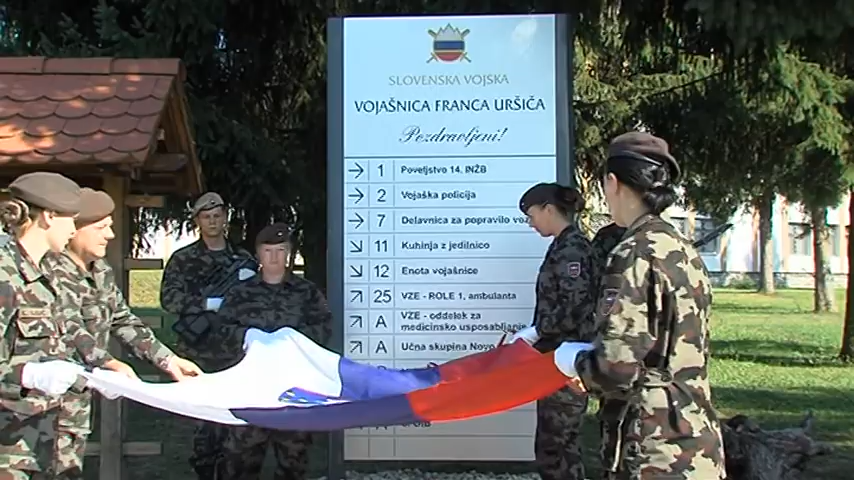 SLOVENSKA VOJSKA
VOJAŠNICA FRANCA URŠIČA
Pozdravljeni!
→ 1 Poveljstvo 14. INŽB
→ 2 Vojaška policija
→ 7 Delavnica za popravilo
↘ 11 Kuhinja z jedilnico
↘ 12 Enota vojašnice
↗ 25 VZE - ROLE 1. ambulanta
↗ A VZE - oddelek za medicinsko usposabljanje
↗ A Učna skupina Novo